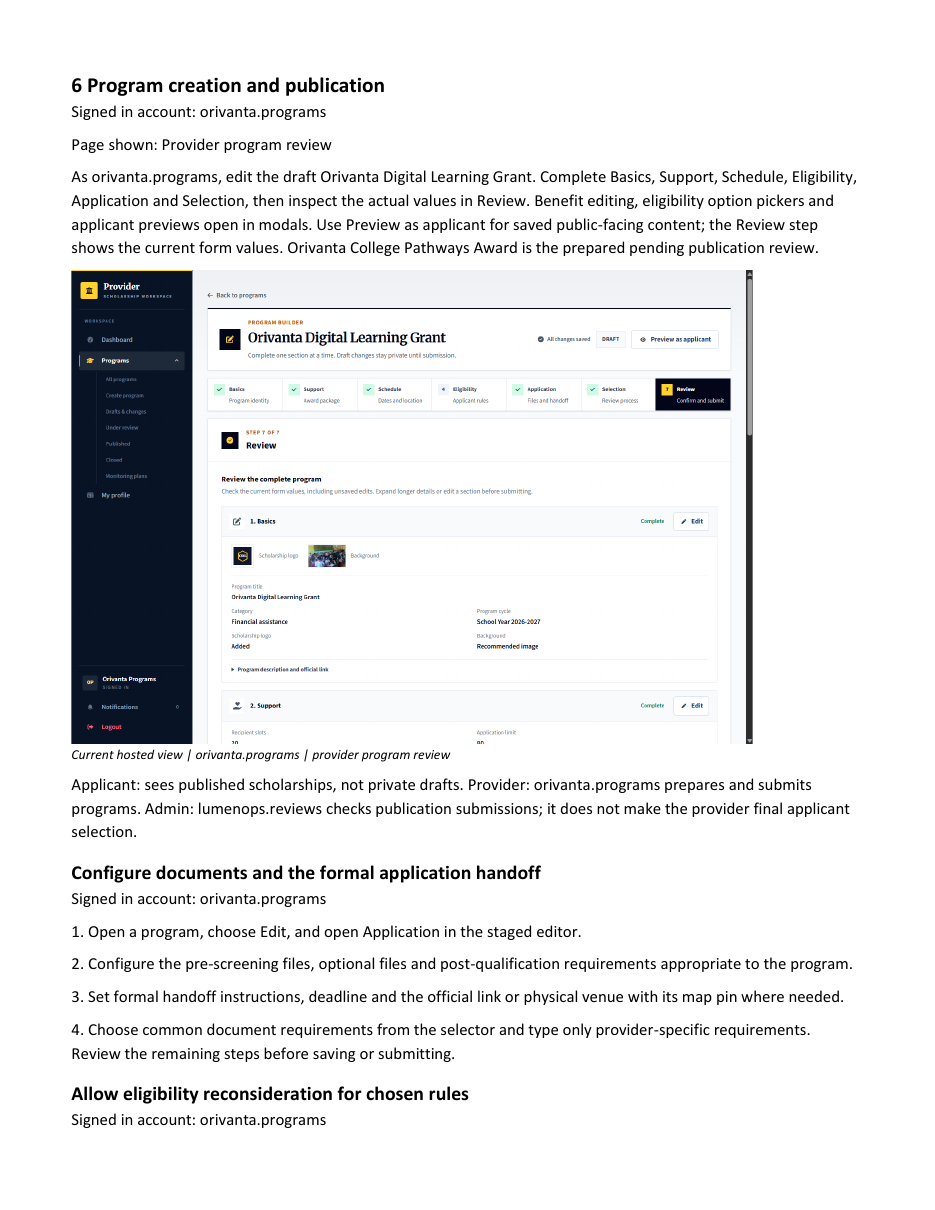 6 Program creation and publication
Signed in account: orivanta.programs
Page shown: Provider program review
As orivanta.programs, edit the draft Orivanta Digital Learning Grant. Complete Basics, Support, Schedule, Eligibility,
Application and Selection, then inspect the actual values in Review. Benefit editing, eligibility option pickers and
applicant previews open in modals. Use Preview as applicant for saved public-facing content; the Review step
shows the current form values. Orivanta College Pathways Award is the prepared pending publication review.
Provider
SCHOLARSHIP WORKSPACE
WORKSPACE
Dashboard
Programs
All programs
Create program
Drafts & changes
Under review
Published
Closed
Monitoring plans
My profile
OP
Orivanta Programs
SIGNED IN
Notifications 0
Logout
← Back to programs
PROGRAM BUILDER
Orivanta Digital Learning Grant
Complete one section at a time. Draft changes stay private until submission.
All changes saved
DRAFT
Preview as applicant
Basics
Program identity
Support
Award package
Schedule
Dates and location
4 Eligibility
Applicant rules
Application
Files and handoff
Selection
Review process
7 Review
Confirm and submit
STEP 7 OF 7
Review
Review the complete program
Check the current form values, including unsaved edits. Expand longer details or edit a section before submitting.
1. Basics
Complete
Edit
Scholarship logo
Background
Program title
Orivanta Digital Learning Grant
Category
Financial assistance
Program cycle
School Year 2026-2027
Scholarship logo
Added
Background
Recommended image
Program description and official link
2. Support
Complete
Edit
Recipient slots
Application limit
Current hosted view | orivanta.programs | provider program review
Applicant: sees published scholarships, not private drafts. Provider: orivanta.programs prepares and submits
programs. Admin: lumenops.reviews checks publication submissions; it does not make the provider final applicant
selection.
Configure documents and the formal application handoff
Signed in account: orivanta.programs
1. Open a program, choose Edit, and open Application in the staged editor.
2. Configure the pre-screening files, optional files and post-qualification requirements appropriate to the program.
3. Set formal handoff instructions, deadline and the official link or physical venue with its map pin where needed.
4. Choose common document requirements from the selector and type only provider-specific requirements.
Review the remaining steps before saving or submitting.
Allow eligibility reconsideration for chosen rules
Signed in account: orivanta.programs